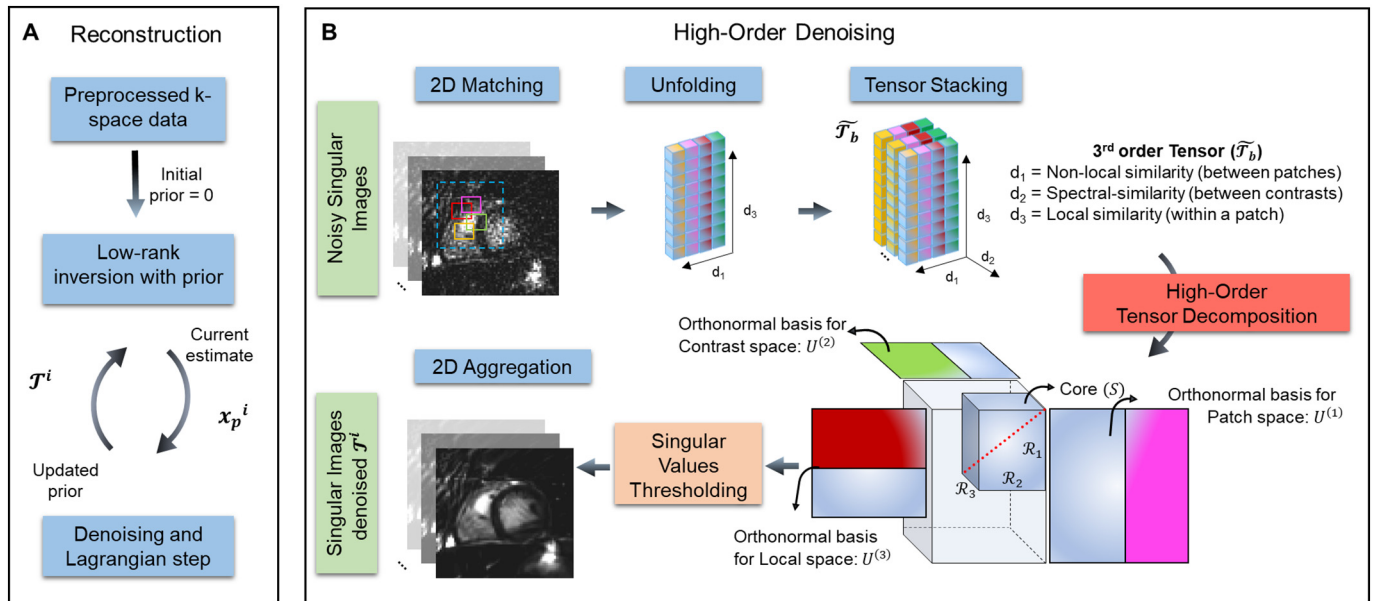 A
Reconstruction
Preprocessed k-
space data
Initial
prior = 0
Low-rank
inversion with prior
Current
estimate
𝒯ⁱ
xₚⁱ
Updated
prior
Denoising and
Lagrangian step
B
High-Order Denoising
Noisy Singular
Images
2D Matching
...
Unfolding
d₃
d₁
Tensor Stacking
𝒯̃_b
d₃
d₂
d₁
...
3rd order Tensor (𝒯̃_b)
d₁ = Non-local similarity (between patches)
d₂ = Spectral-similarity (between contrasts)
d₃ = Local similarity (within a patch)
High-Order
Tensor Decomposition
Orthonormal basis for
Contrast space: U⁽²⁾
Core (S)
Orthonormal basis for
Patch space: U⁽¹⁾
ℛ₁
ℛ₂
ℛ₃
Orthonormal basis
for Local space: U⁽³⁾
Singular
Values
Thresholding
2D Aggregation
...
Singular Images
denoised 𝒯ⁱ